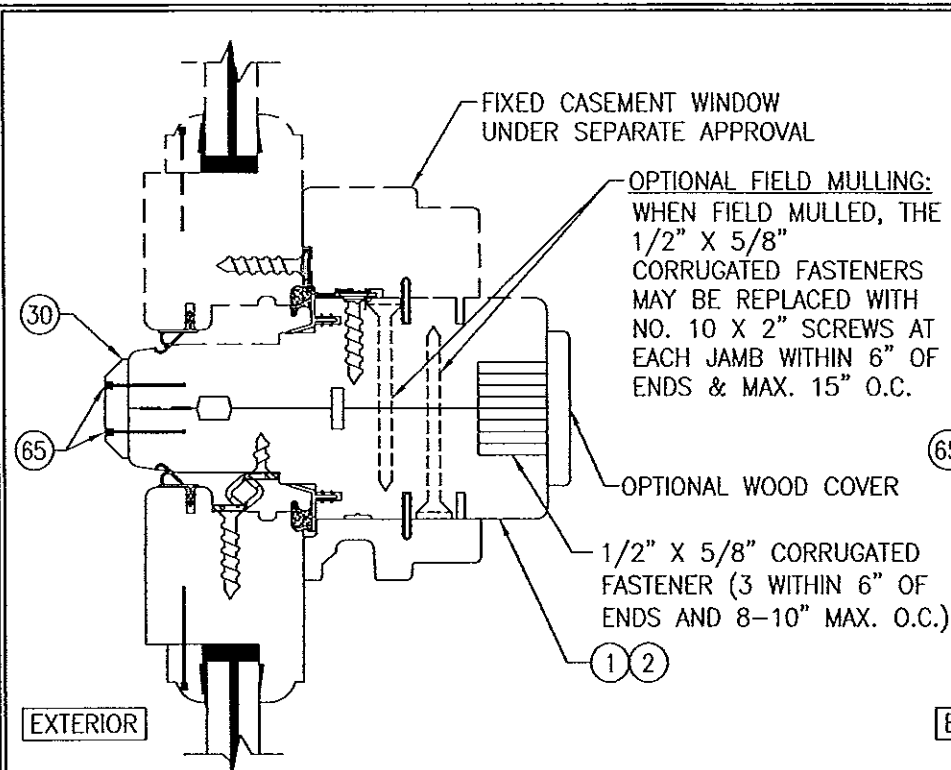 FIXED CASEMENT WINDOW
UNDER SEPARATE APPROVAL
OPTIONAL FIELD MULLING:
WHEN FIELD MULLED, THE
1/2" X 5/8"
CORRUGATED FASTENERS
MAY BE REPLACED WITH
NO. 10 X 2" SCREWS AT
EACH JAMB WITHIN 6" OF
ENDS & MAX. 15" O.C.
30
65
65
OPTIONAL WOOD COVER
1/2" X 5/8" CORRUGATED
FASTENER (3 WITHIN 6" OF
ENDS AND 8-10" MAX. O.C.)
1 2
EXTERIOR
E